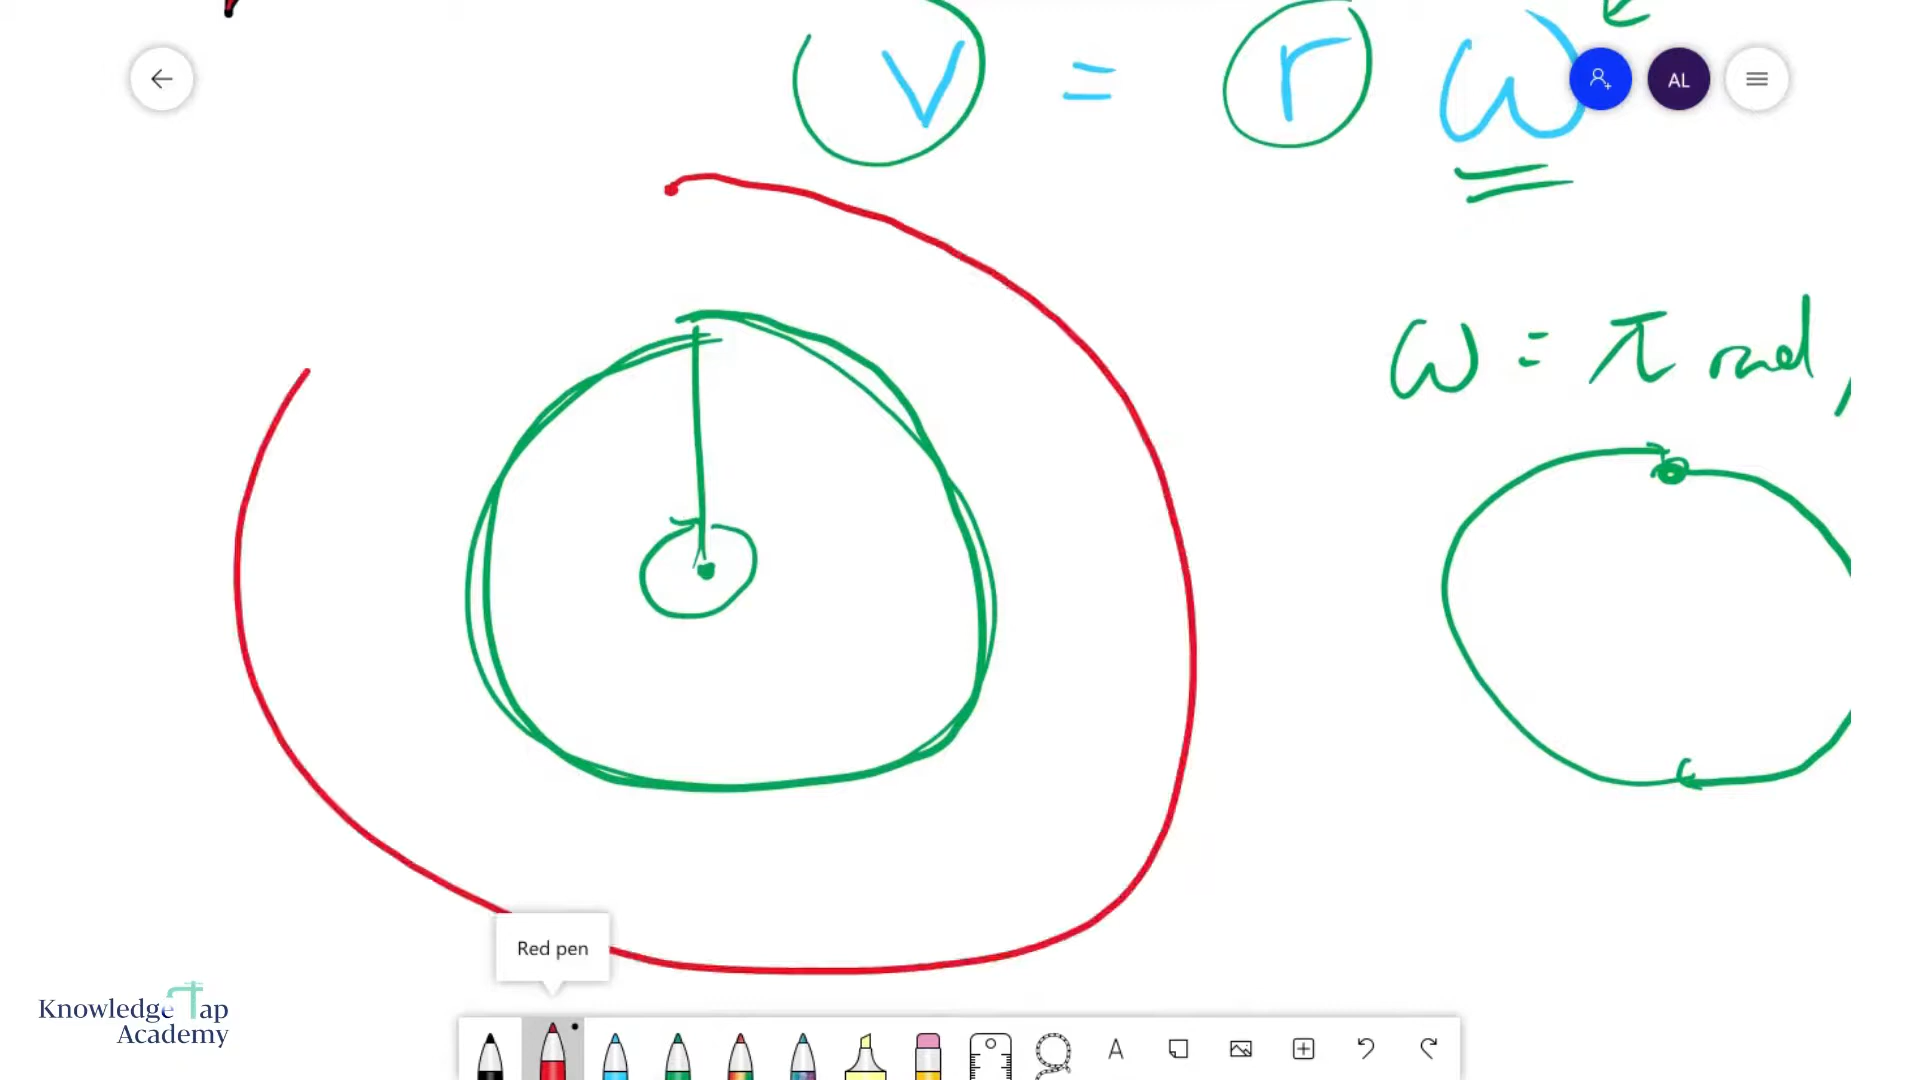 v = r ω
AL
ω = π rad,
Red pen
Knowledge Tap
Academy
A